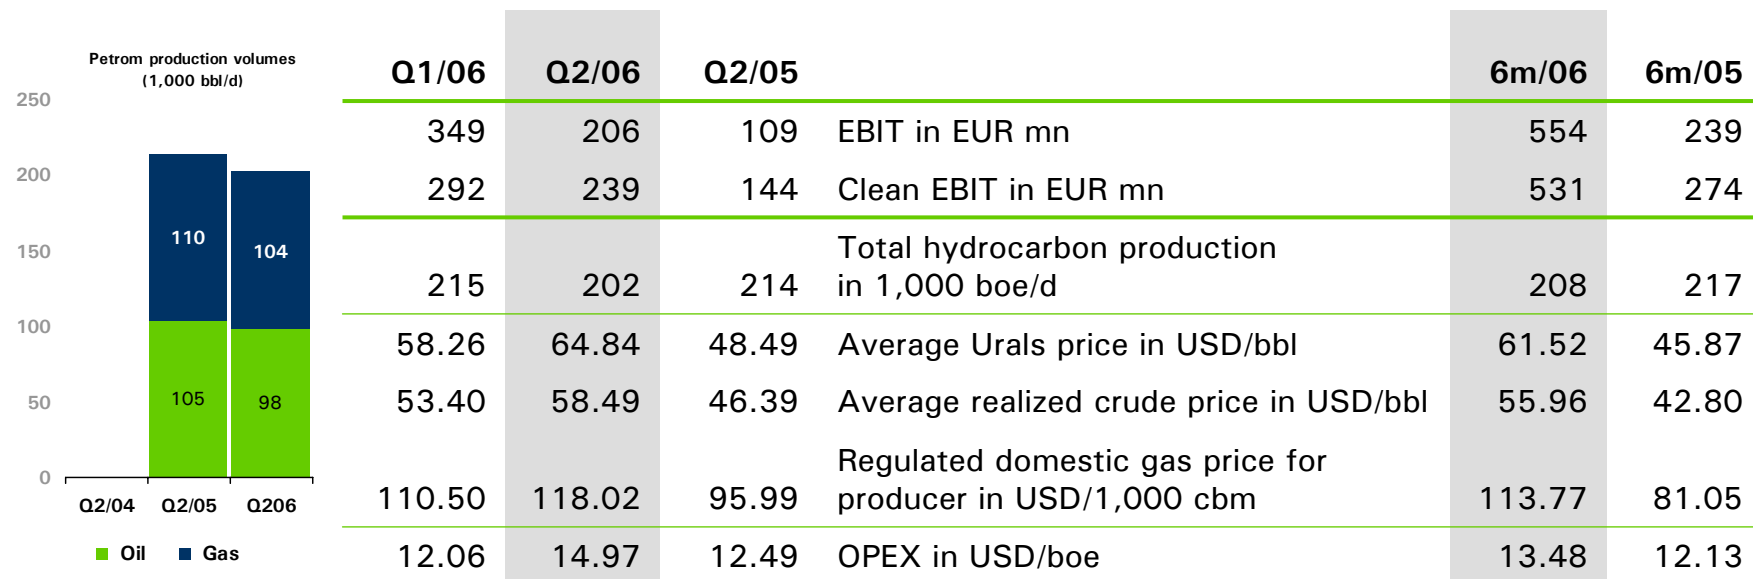 Petrom production volumes
(1,000 bbl/d)
250
200
150
100
50
0
110
104
105
98
Q2/04 Q2/05 Q206
Oil Gas
Q1/06 Q2/06 Q2/05 6m/06 6m/05
349 206 109 EBIT in EUR mn 554 239
292 239 144 Clean EBIT in EUR mn 531 274
Total hydrocarbon production
215 202 214 in 1,000 boe/d 208 217
58.26 64.84 48.49 Average Urals price in USD/bbl 61.52 45.87
53.40 58.49 46.39 Average realized crude price in USD/bbl 55.96 42.80
Regulated domestic gas price for
110.50 118.02 95.99 producer in USD/1,000 cbm 113.77 81.05
12.06 14.97 12.49 OPEX in USD/boe 13.48 12.13